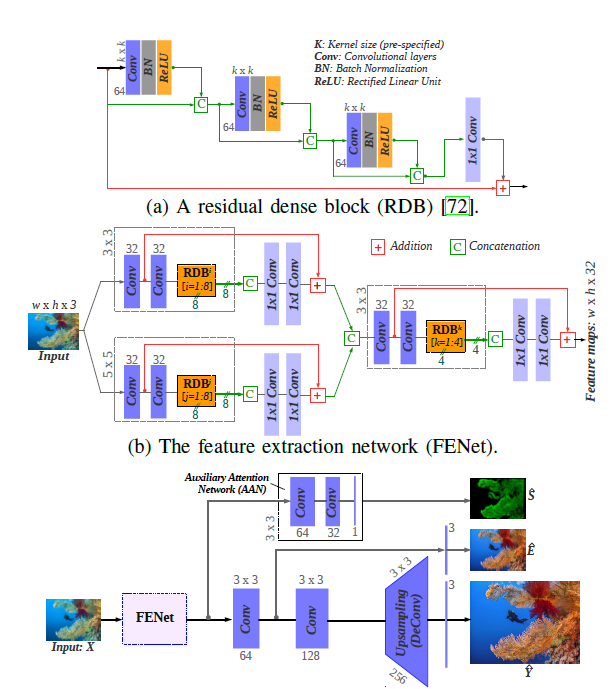 k x k
Conv
BN
ReLU
64
C
k x k
Conv
BN
ReLU
64
C
k x k
Conv
BN
ReLU
64
C
1x1 Conv
+
K: Kernel size (pre-specified)
Conv: Convolutional layers
BN: Batch Normalization
ReLU: Rectified Linear Unit
(a) A residual dense block (RDB) [72].
+ Addition
C Concatenation
w x h x 3
Input
3 x 3
32 32
Conv Conv
RDBⁱ
[i=1:8]
8
8
C
1x1 Conv
1x1 Conv
+
5 x 5
32 32
Conv Conv
RDBʲ
[j=1:8]
8
8
C
1x1 Conv
1x1 Conv
+
C
3 x 3
32 32
Conv Conv
RDBᵏ
[k=1:4]
4
4
C
1x1 Conv
1x1 Conv
+
Feature maps: w x h x 32
(b) The feature extraction network (FENet).
Auxiliary Attention
Network (AAN)
3 x 3
Conv
Conv
64 32 1
Ŝ
3
Ê
Input: X
FENet
3 x 3
Conv
64
3 x 3
Conv
128
3 x 3
Upsampling
(DeConv)
256
3
Ŷ